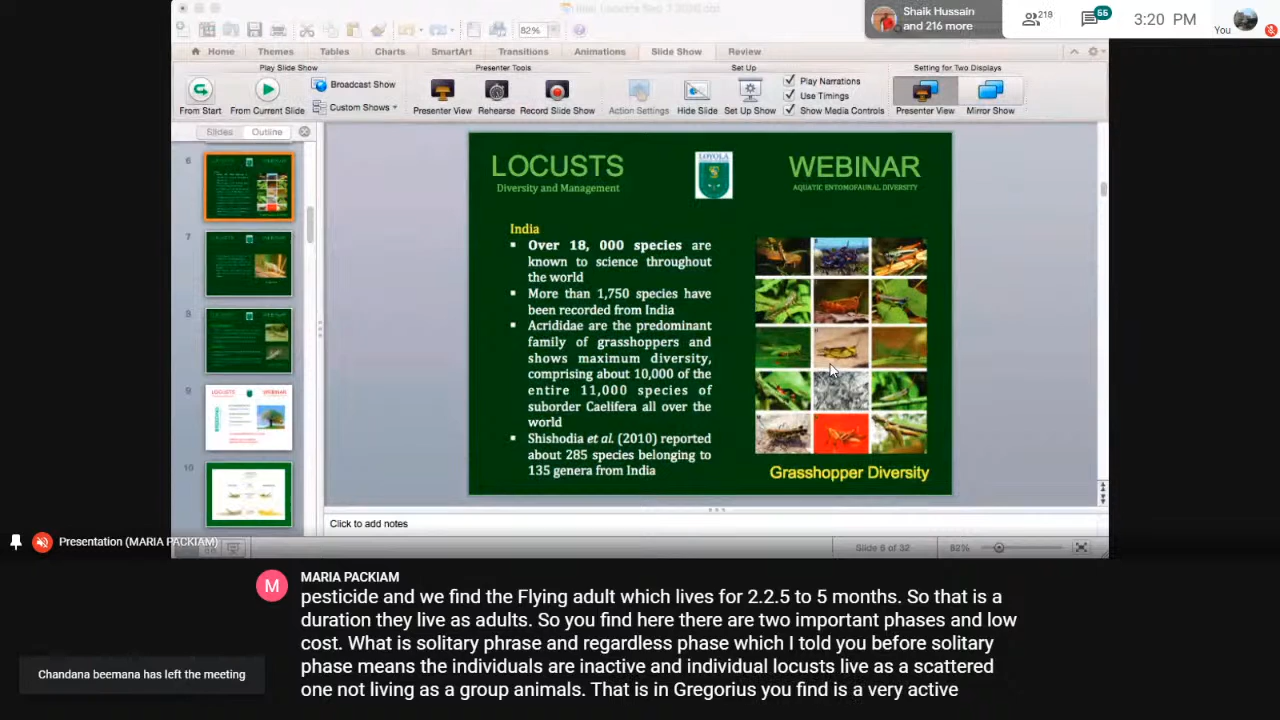 Shaik Hussain
and 216 more
218
55
3:20 PM
You
82%
Home
Themes
Tables
Charts
SmartArt
Transitions
Animations
Slide Show
Review
Play Slide Show
Presenter Tools
Set Up
Setting for Two Displays
From Start
From Current Slide
Broadcast Show
Custom Shows
Presenter View
Rehearse
Record Slide Show
Action Settings
Hide Slide
Set Up Show
Play Narrations
Use Timings
Show Media Controls
Presenter View
Mirror Show
Slides
Outline
6
7
8
9
10
LOCUSTS
Diversity and Management
LOYOLA
WEBINAR
AQUATIC ENTOMOFAUNAL DIVERSITY
India
▪ Over 18, 000 species are
known to science throughout
the world
▪ More than 1,750 species have
been recorded from India
▪ Acrididae are the predominant
family of grasshoppers and
shows maximum diversity,
comprising about 10,000 of the
entire 11,000 species of
suborder Caelifera all over the
world
▪ Shishodia et al. (2010) reported
about 285 species belonging to
135 genera from India
Grasshopper Diversity
LOCUSTS
WEBINAR
Click to add notes
Slide 6 of 32
82%
Presentation (MARIA PACKIAM)
M
MARIA PACKIAM
pesticide and we find the Flying adult which lives for 2.2.5 to 5 months. So that is a
duration they live as adults. So you find here there are two important phases and low
cost. What is solitary phrase and regardless phase which I told you before solitary
phase means the individuals are inactive and individual locusts live as a scattered
one not living as a group animals. That is in Gregorius you find is a very active
Chandana beemana has left the meeting